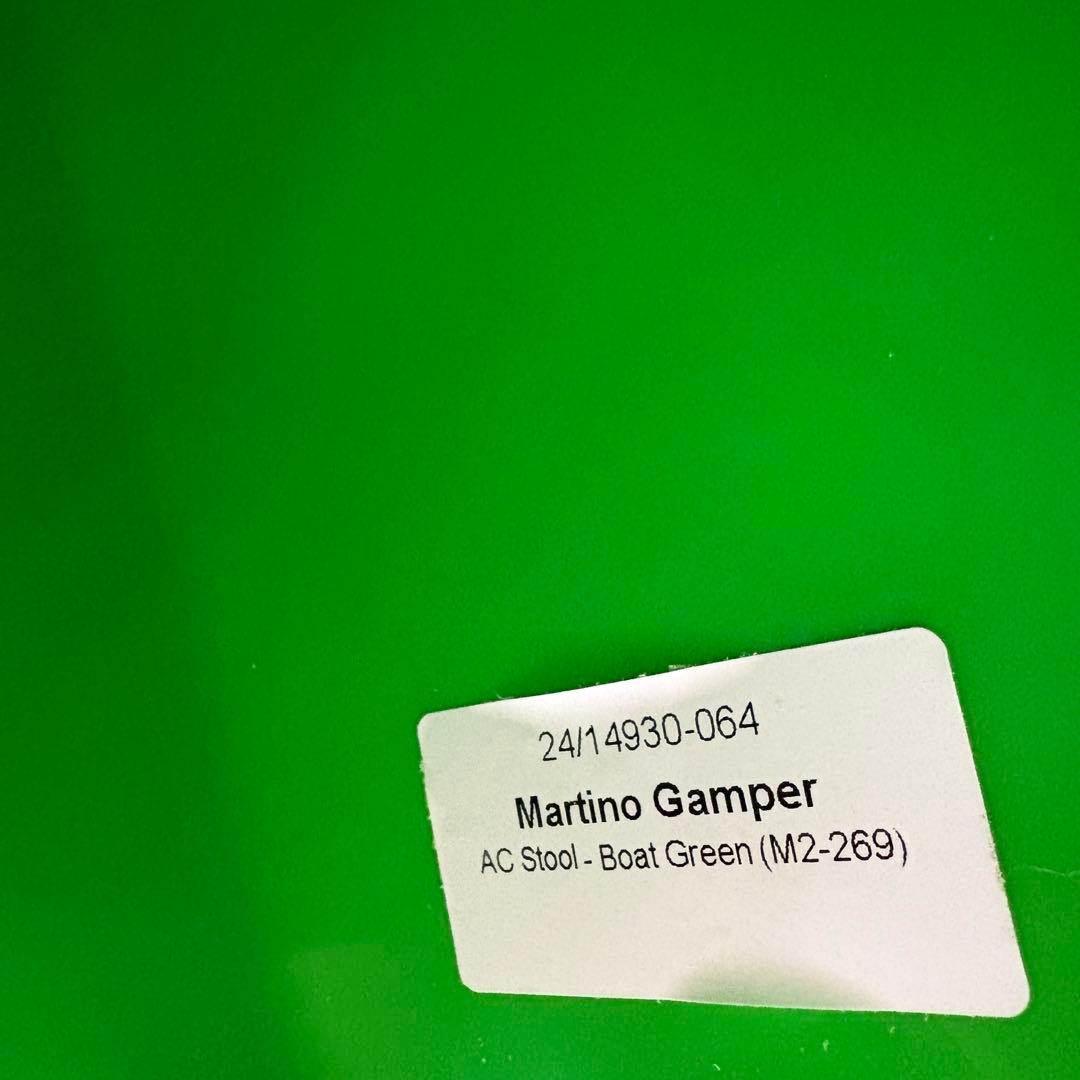 24/14930-064
Martino Gamper
AC Stool - Boat Green (M2-269)